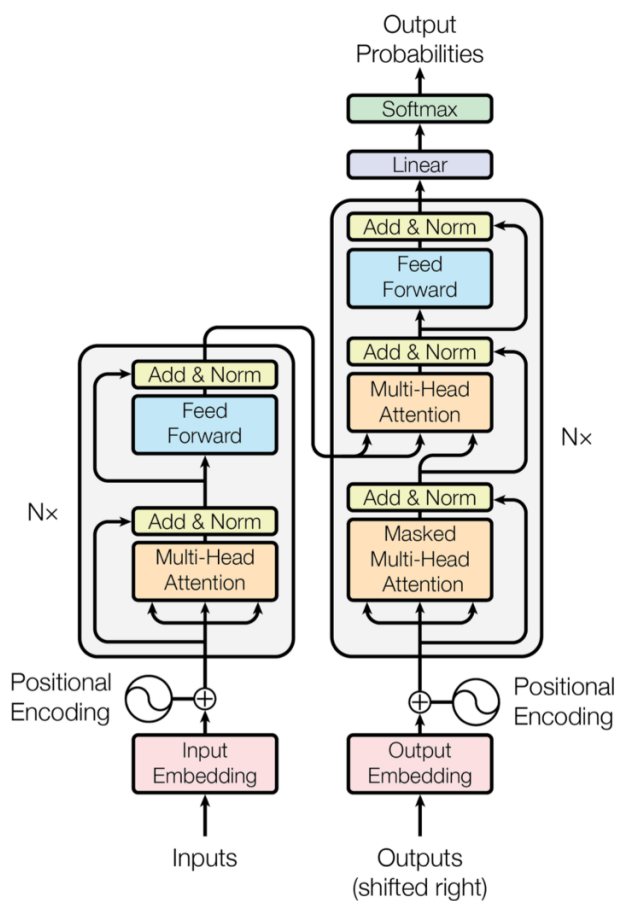 Output
Probabilities
Softmax
Linear
Add & Norm
Feed
Forward
Add & Norm
Multi-Head
Attention
Nx
Add & Norm
Masked
Multi-Head
Attention
Positional
Encoding
Output
Embedding
Outputs
(shifted right)
Add & Norm
Feed
Forward
Nx
Add & Norm
Multi-Head
Attention
Positional
Encoding
Input
Embedding
Inputs